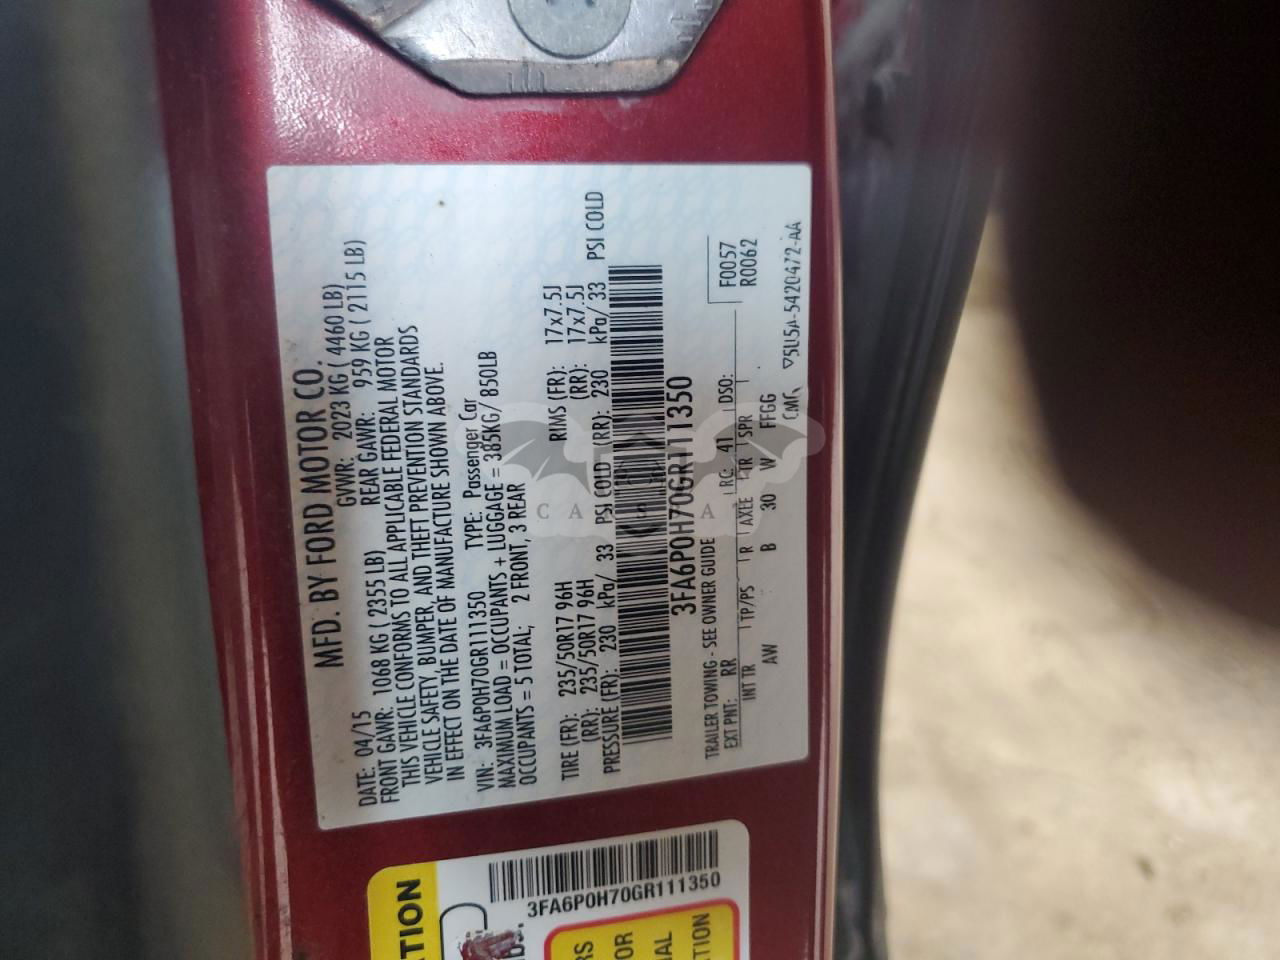 MFD. BY FORD MOTOR CO.
DATE: 04/15 GVWR: 2023 KG ( 4460 LB)
FRONT GAWR: 1068 KG ( 2355 LB) REAR GAWR: 959 KG ( 2115 LB)
THIS VEHICLE CONFORMS TO ALL APPLICABLE FEDERAL MOTOR
VEHICLE SAFETY, BUMPER, AND THEFT PREVENTION STANDARDS
IN EFFECT ON THE DATE OF MANUFACTURE SHOWN ABOVE.
VIN: 3FA6P0H70GR111350 TYPE: Passenger Car
MAXIMUM LOAD = OCCUPANTS + LUGGAGE = 385KG/ 850LB
OCCUPANTS = 5 TOTAL: 2 FRONT, 3 REAR
TIRE (FR): 235/50R17 96H RIMS (FR): 17x7.5J
(RR): 235/50R17 96H (RR): 17x7.5J
PRESSURE (FR): 230 kPa/ 33 PSI COLD (RR): 230 kPa/ 33 PSI COLD
3FA6P0H70GR111350
TRAILER TOWING - SEE OWNER GUIDE
F0057
EXT PNT: RR RC: 41 DSO: R0062
INT TR TP/PS R AXLE TR SPR
AW B 30 W FFGG
▽5U5A-5420472-AA
CASCA
3FA6P0H70GR111350